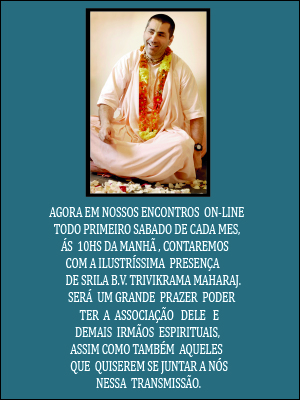 AGORA EM NOSSOS ENCONTROS ON-LINE
TODO PRIMEIRO SABADO DE CADA MES,
ÁS 10HS DA MANHÃ , CONTAREMOS
COM A ILUSTRÍSSIMA PRESENÇA
DE SRILA B.V. TRIVIKRAMA MAHARAJ.
SERÁ UM GRANDE PRAZER PODER
TER A ASSOCIAÇÃO DELE E
DEMAIS IRMÃOS ESPIRITUAIS,
ASSIM COMO TAMBÉM AQUELES
QUE QUISEREM SE JUNTAR A NÓS
NESSA TRANSMISSÃO.